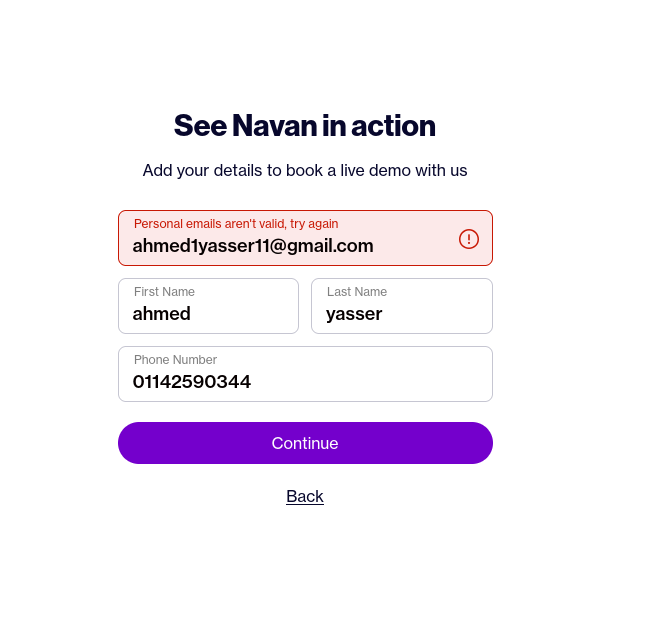 See Navan in action
Add your details to book a live demo with us
Personal emails aren't valid, try again
ahmed1yasser11@gmail.com
First Name
ahmed
Last Name
yasser
Phone Number
01142590344
Continue
Back